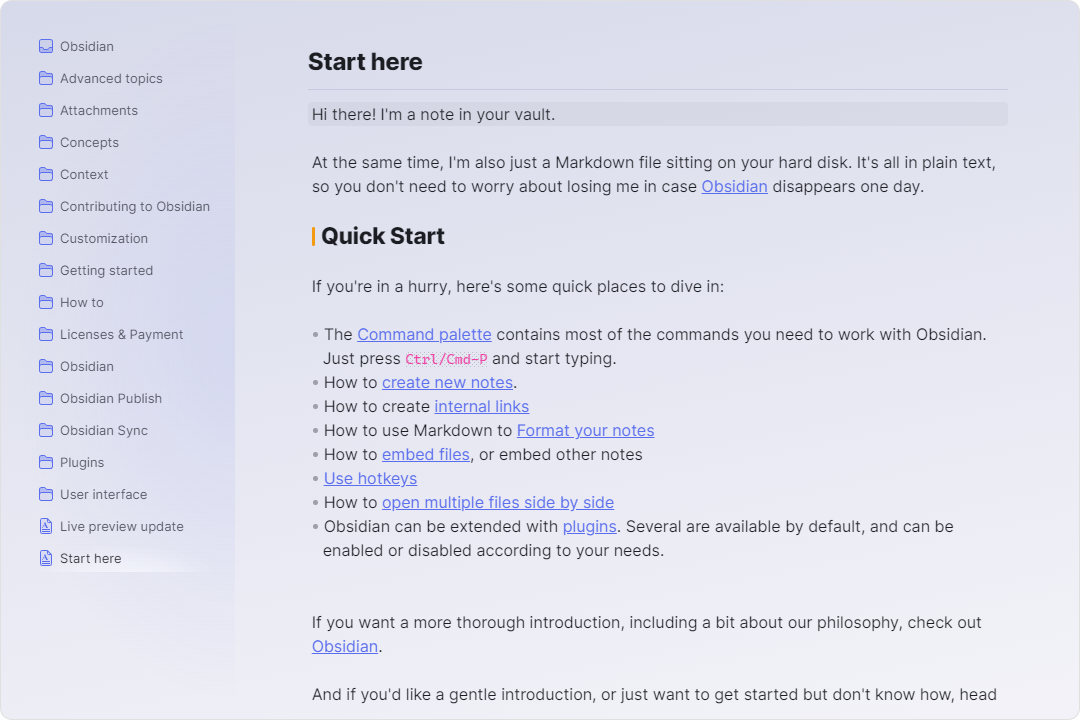 Obsidian
Advanced topics
Attachments
Concepts
Context
Contributing to Obsidian
Customization
Getting started
How to
Licenses & Payment
Obsidian
Obsidian Publish
Obsidian Sync
Plugins
User interface
Live preview update
Start here
Start here
Hi there! I'm a note in your vault.
At the same time, I'm also just a Markdown file sitting on your hard disk. It's all in plain text,
so you don't need to worry about losing me in case Obsidian disappears one day.
Quick Start
If you're in a hurry, here's some quick places to dive in:
• The Command palette contains most of the commands you need to work with Obsidian.
Just press Ctrl/Cmd-P and start typing.
• How to create new notes.
• How to create internal links
• How to use Markdown to Format your notes
• How to embed files, or embed other notes
• Use hotkeys
• How to open multiple files side by side
• Obsidian can be extended with plugins. Several are available by default, and can be
enabled or disabled according to your needs.
If you want a more thorough introduction, including a bit about our philosophy, check out
Obsidian.
And if you'd like a gentle introduction, or just want to get started but don't know how, head